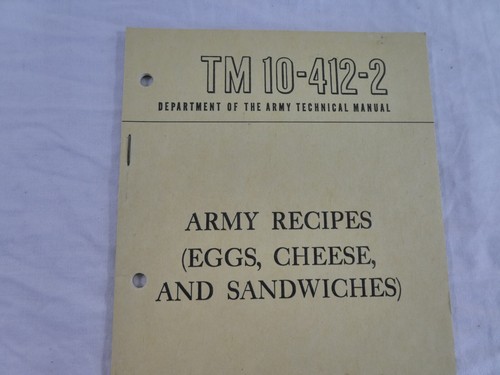 TM 10-412-2
DEPARTMENT OF THE ARMY TECHNICAL MANUAL
ARMY RECIPES
(EGGS, CHEESE,
AND SANDWICHES)